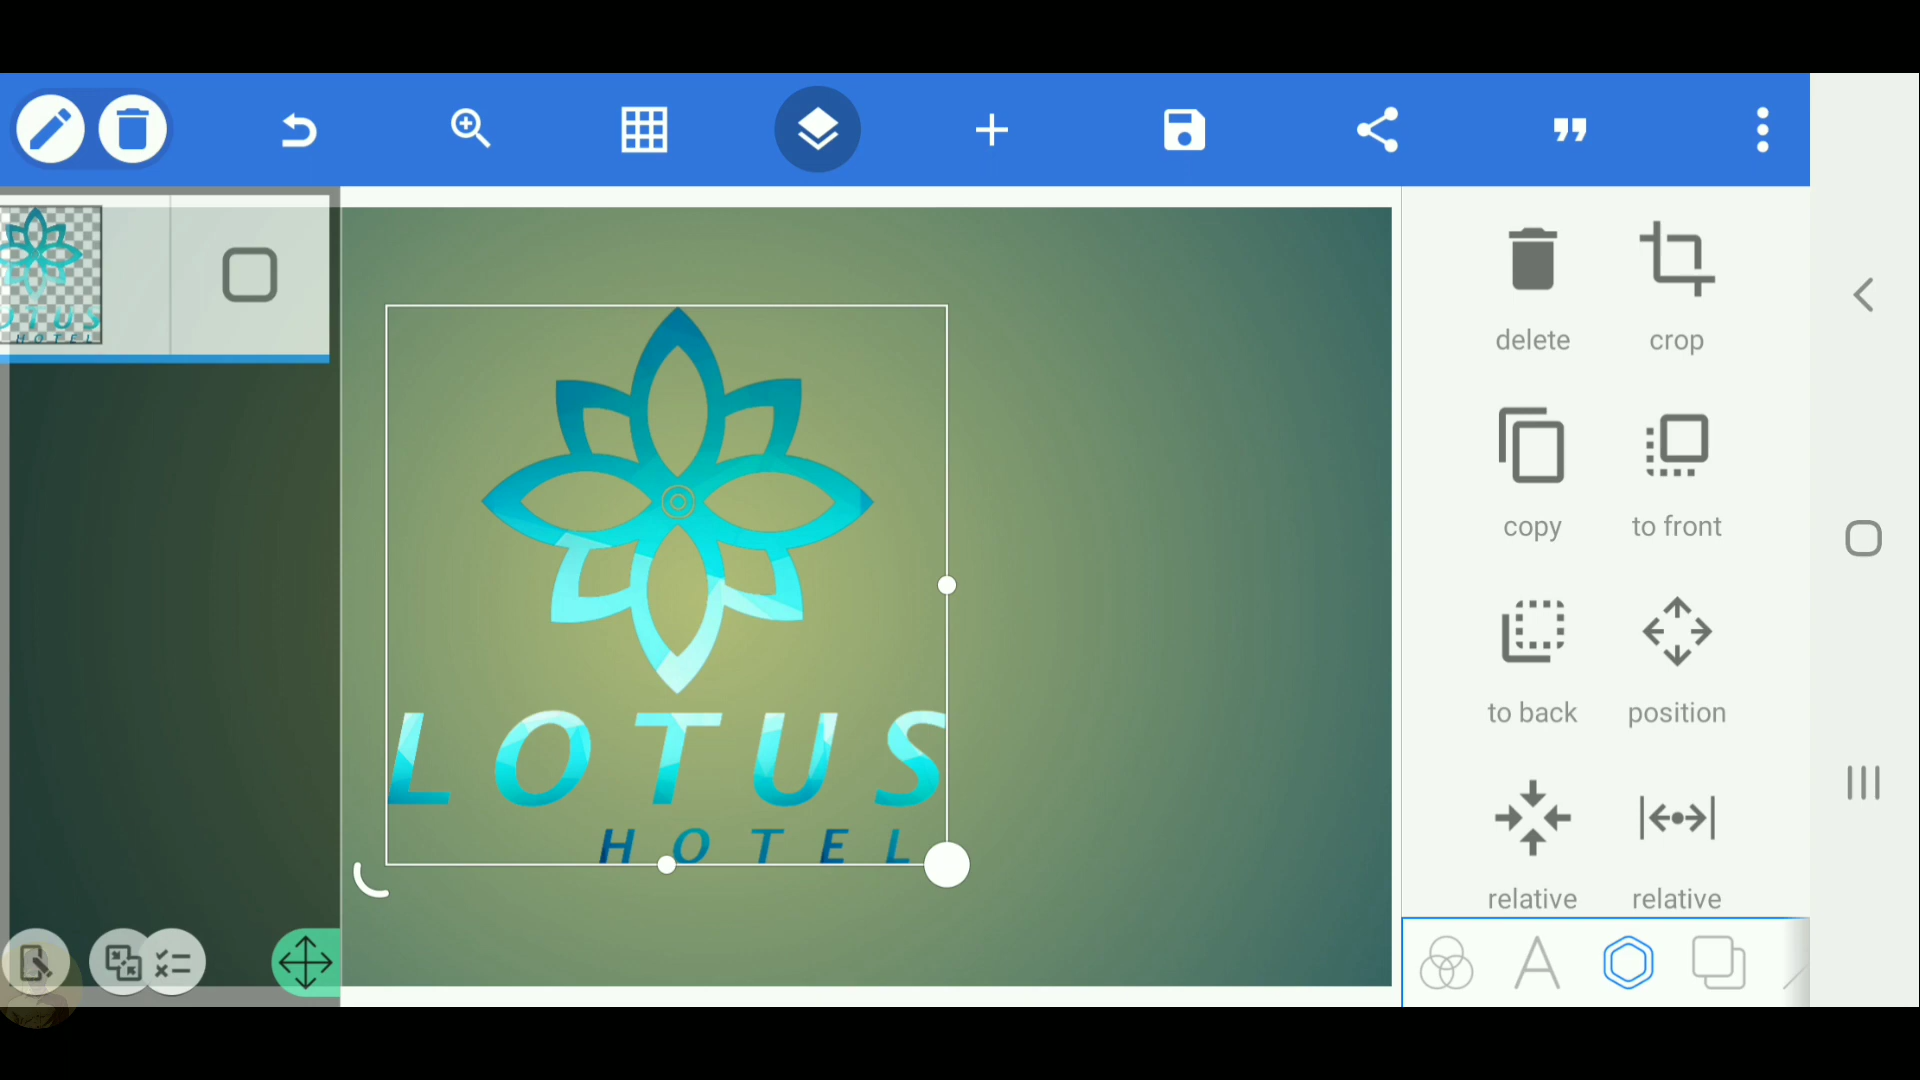 LOTUS
HOTEL
delete
crop
copy
to front
to back
position
relative
relative